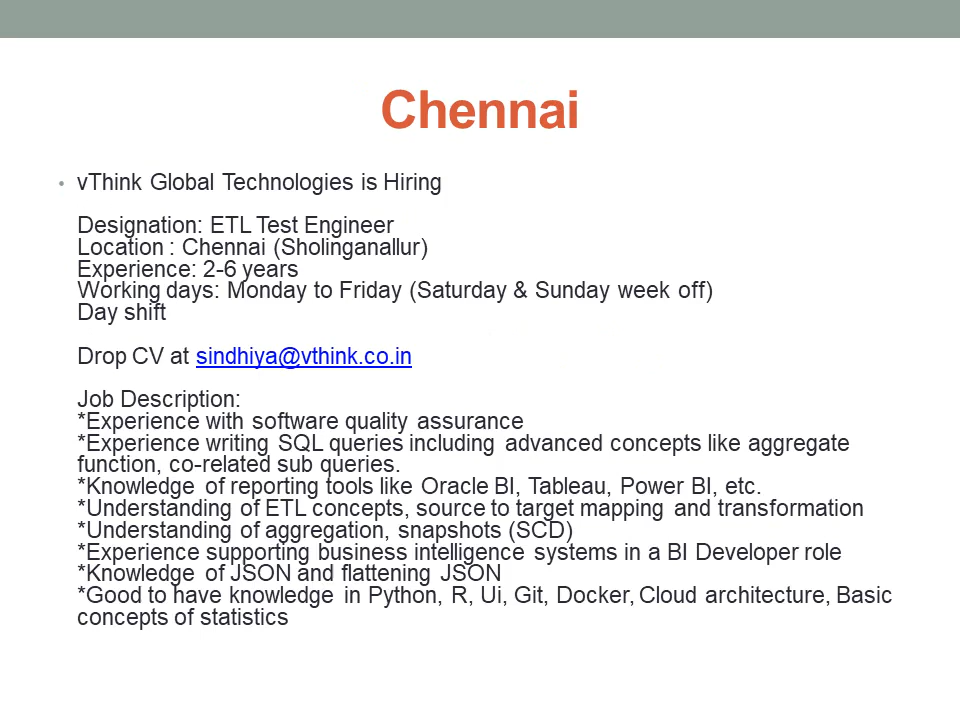 Chennai
• vThink Global Technologies is Hiring
Designation: ETL Test Engineer
Location : Chennai (Sholinganallur)
Experience: 2-6 years
Working days: Monday to Friday (Saturday & Sunday week off)
Day shift
Drop CV at sindhiya@vthink.co.in
Job Description:
*Experience with software quality assurance
*Experience writing SQL queries including advanced concepts like aggregate
function, co-related sub queries.
*Knowledge of reporting tools like Oracle BI, Tableau, Power BI, etc.
*Understanding of ETL concepts, source to target mapping and transformation
*Understanding of aggregation, snapshots (SCD)
*Experience supporting business intelligence systems in a BI Developer role
*Knowledge of JSON and flattening JSON
*Good to have knowledge in Python, R, Ui, Git, Docker, Cloud architecture, Basic
concepts of statistics